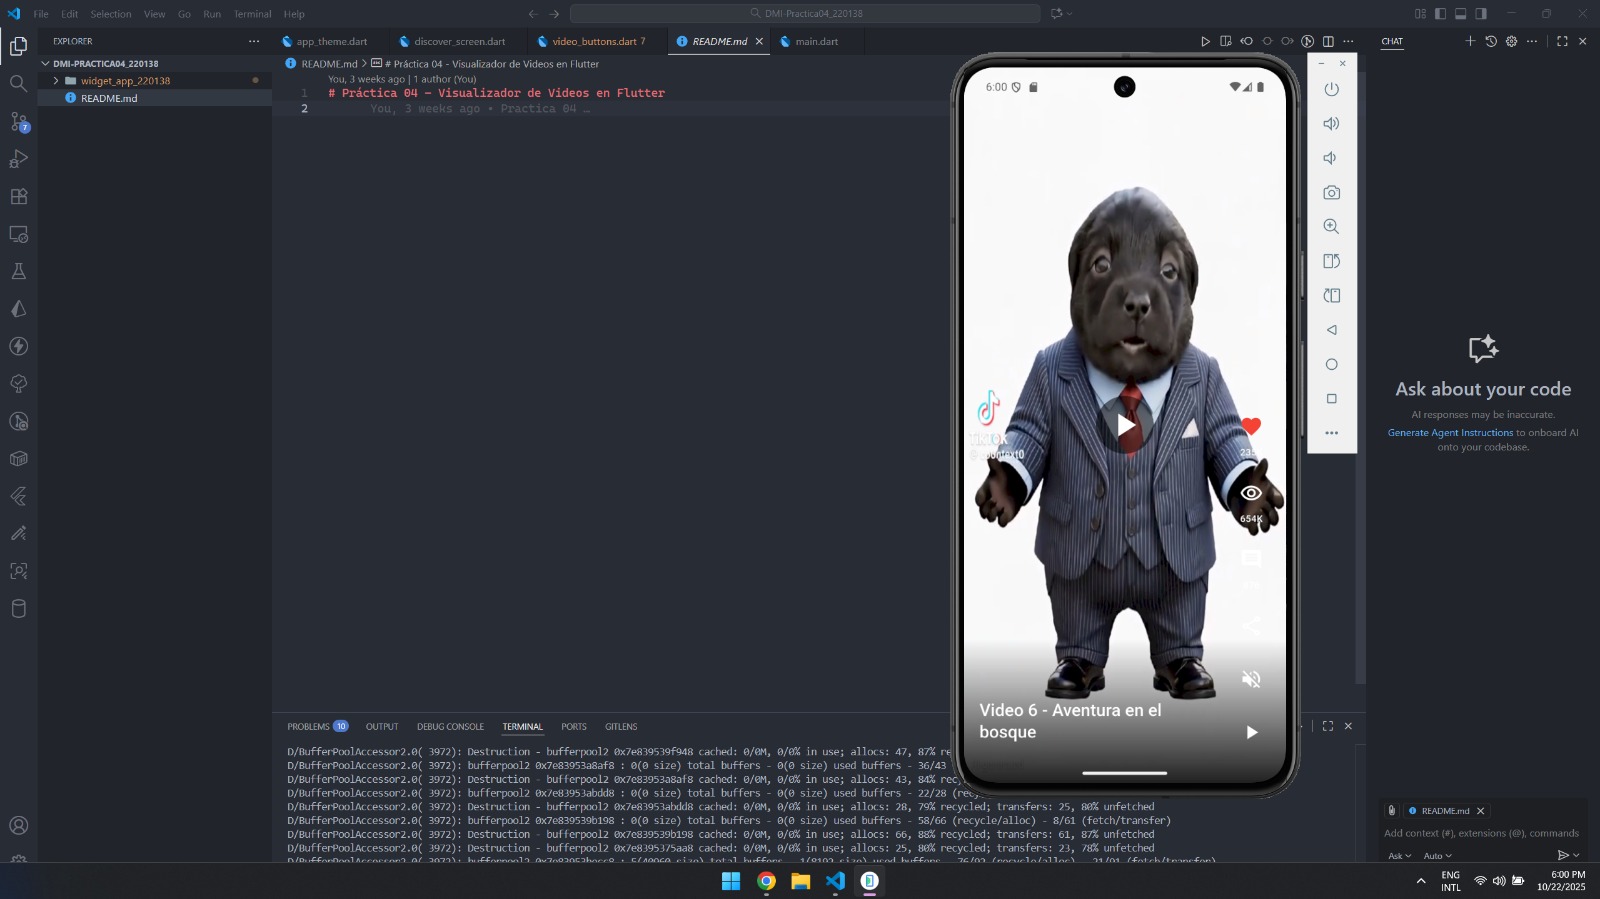 File Edit Selection View Go Run Terminal Help
DMI-Practica04_220138
EXPLORER
DMI-PRACTICA04_220138
widget_app_220138
README.md
7
app_theme.dart
discover_screen.dart
video_buttons.dart 7
README.md
main.dart
README.md > # Práctica 04 - Visualizador de Videos en Flutter
You, 3 weeks ago | 1 author (You)
1 # Práctica 04 - Visualizador de Videos en Flutter
2 You, 3 weeks ago • Practica 04 …
6:00
TikTok
654K
Video 6 - Aventura en el
bosque
CHAT
Ask about your code
AI responses may be inaccurate.
Generate Agent Instructions to onboard AI
onto your codebase.
README.md
Add context (#), extensions (@), commands
Ask
Auto
PROBLEMS 10 OUTPUT DEBUG CONSOLE TERMINAL PORTS GITLENS
D/BufferPoolAccessor2.0( 3972): Destruction - bufferpool2 0x7e839539f948 cached: 0/0M, 0/0% in use; allocs: 47, 87% re
D/BufferPoolAccessor2.0( 3972): bufferpool2 0x7e83953a8af8 : 0(0 size) total buffers - 0(0 size) used buffers - 36/43
D/BufferPoolAccessor2.0( 3972): Destruction - bufferpool2 0x7e83953a8af8 cached: 0/0M, 0/0% in use; allocs: 43, 84% rec
D/BufferPoolAccessor2.0( 3972): bufferpool2 0x7e83953abdd8 : 0(0 size) total buffers - 0(0 size) used buffers - 22/28 (rec
D/BufferPoolAccessor2.0( 3972): Destruction - bufferpool2 0x7e83953abdd8 cached: 0/0M, 0/0% in use; allocs: 28, 79% recycled; transfers: 25, 80% unfetched
D/BufferPoolAccessor2.0( 3972): bufferpool2 0x7e839539b198 : 0(0 size) total buffers - 0(0 size) used buffers - 58/66 (recycle/alloc) - 8/61 (fetch/transfer)
D/BufferPoolAccessor2.0( 3972): Destruction - bufferpool2 0x7e839539b198 cached: 0/0M, 0/0% in use; allocs: 66, 88% recycled; transfers: 61, 87% unfetched
D/BufferPoolAccessor2.0( 3972): Destruction - bufferpool2 0x7e8395375aa8 cached: 0/0M, 0/0% in use; allocs: 25, 80% recycled; transfers: 23, 78% unfetched
ENG
INTL
6:00 PM
10/22/2025